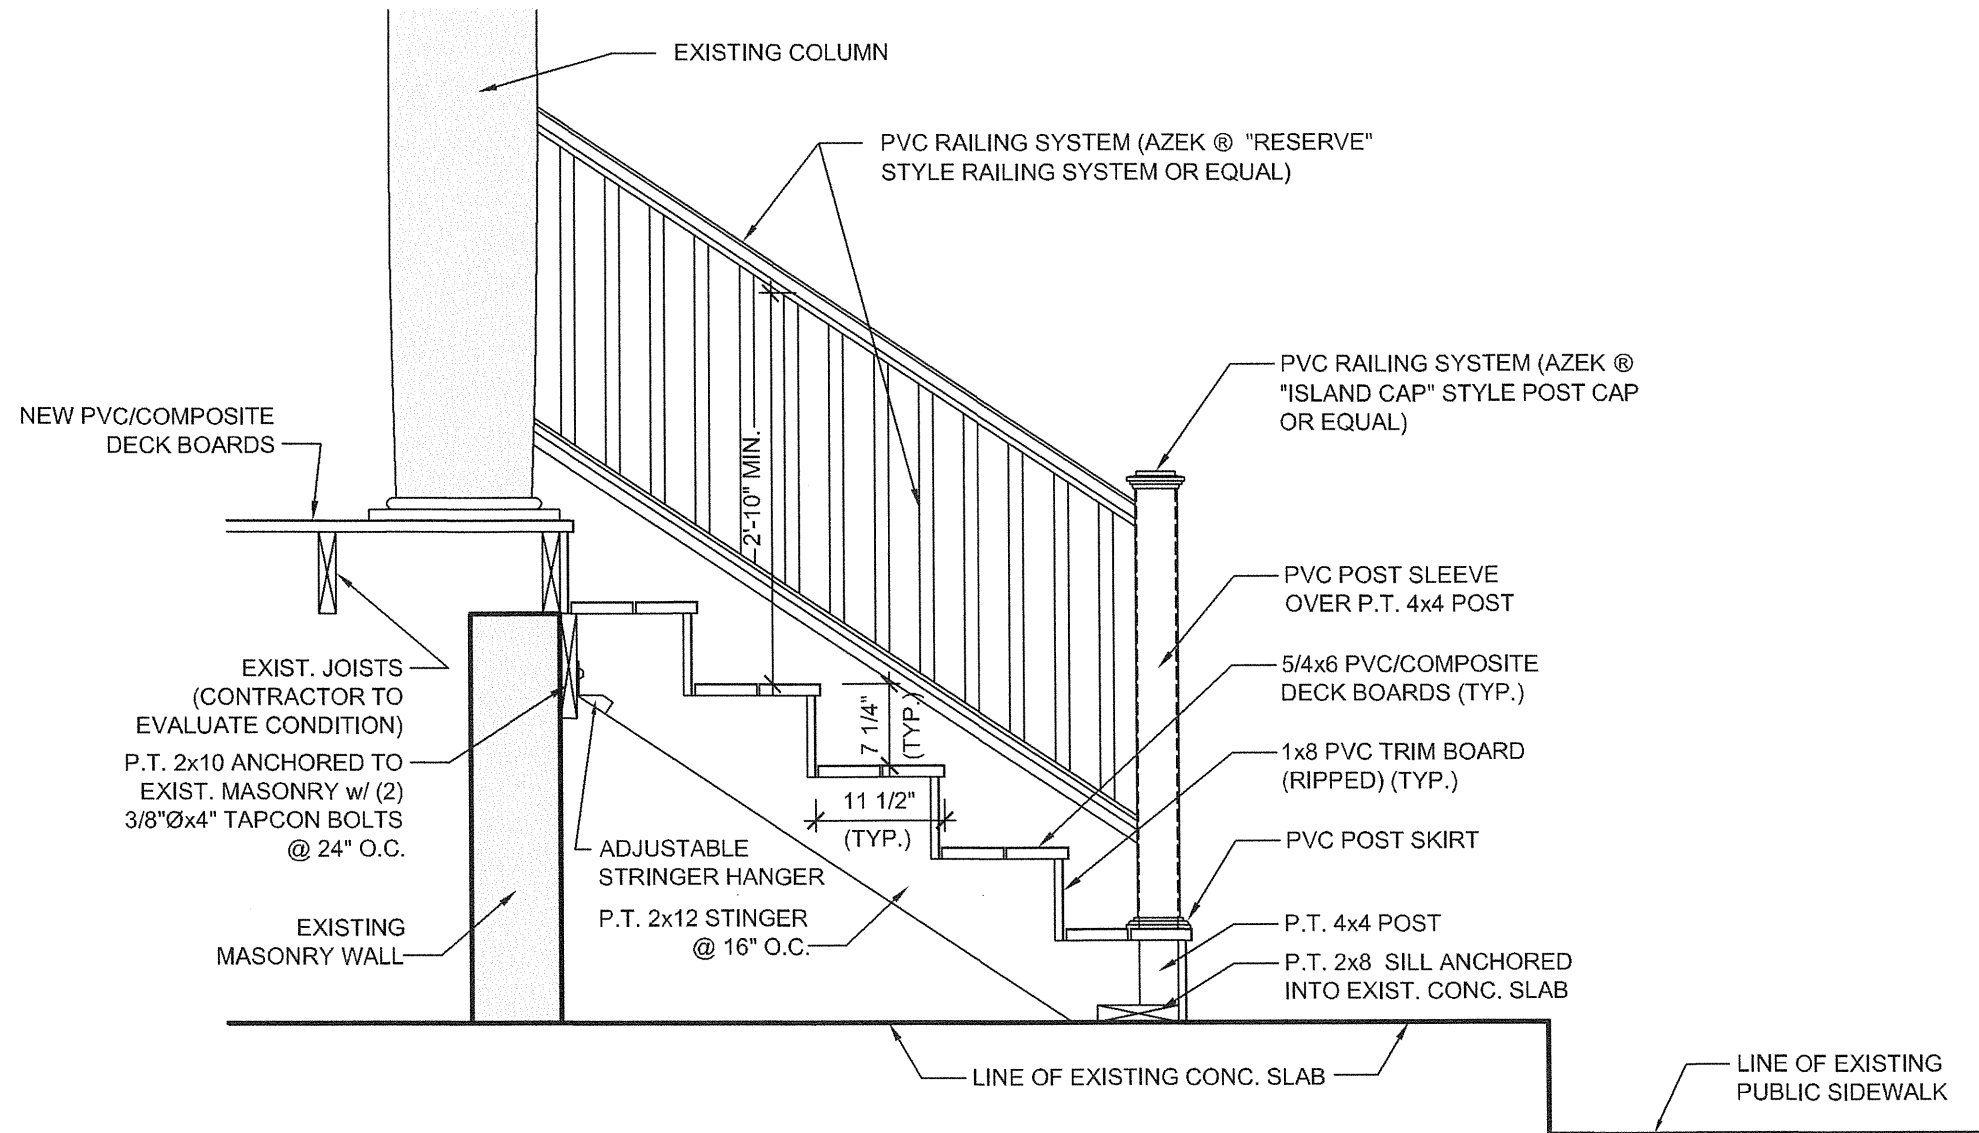 EXISTING COLUMN
PVC RAILING SYSTEM (AZEK ® "RESERVE"
STYLE RAILING SYSTEM OR EQUAL)
PVC RAILING SYSTEM (AZEK ®
"ISLAND CAP" STYLE POST CAP
OR EQUAL)
NEW PVC/COMPOSITE
DECK BOARDS
2'-10" MIN.
PVC POST SLEEVE
OVER P.T. 4x4 POST
EXIST. JOISTS
(CONTRACTOR TO
EVALUATE CONDITION)
5/4x6 PVC/COMPOSITE
DECK BOARDS (TYP.)
7 1/4"
(TYP.)
P.T. 2x10 ANCHORED TO
EXIST. MASONRY w/ (2)
3/8"Øx4" TAPCON BOLTS
@ 24" O.C.
1x8 PVC TRIM BOARD
(RIPPED) (TYP.)
11 1/2"
(TYP.)
ADJUSTABLE
STRINGER HANGER
PVC POST SKIRT
P.T. 2x12 STINGER
@ 16" O.C.
EXISTING
MASONRY WALL
P.T. 4x4 POST
P.T. 2x8 SILL ANCHORED
INTO EXIST. CONC. SLAB
LINE OF EXISTING CONC. SLAB
LINE OF EXISTING
PUBLIC SIDEWALK